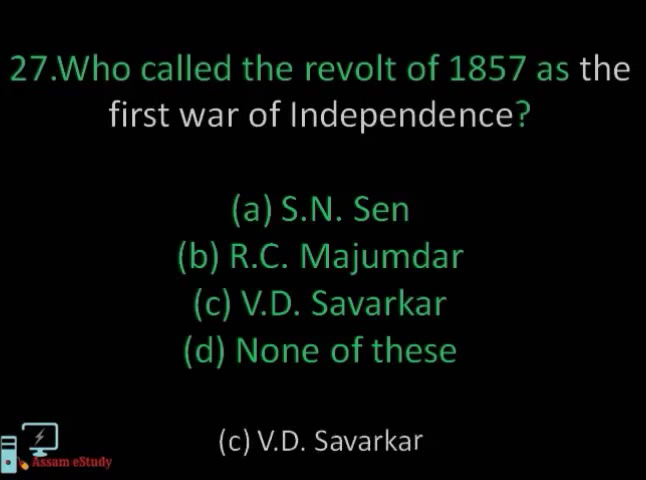 27.Who called the revolt of 1857 as the
first war of Independence?
(a) S.N. Sen
(b) R.C. Majumdar
(c) V.D. Savarkar
(d) None of these
(c) V.D. Savarkar
Assam eStudy